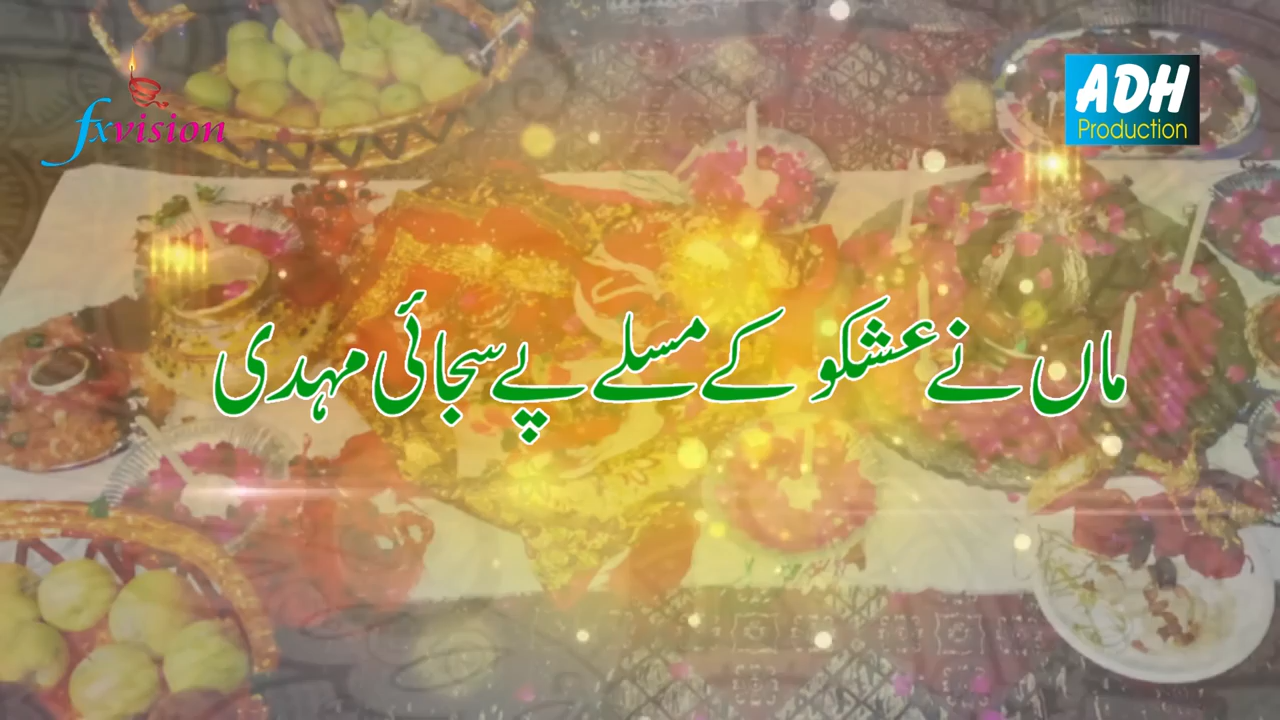 fxvision
ADH
Production
ماں نے عشکو کے مسلے پے سجائی مہدی